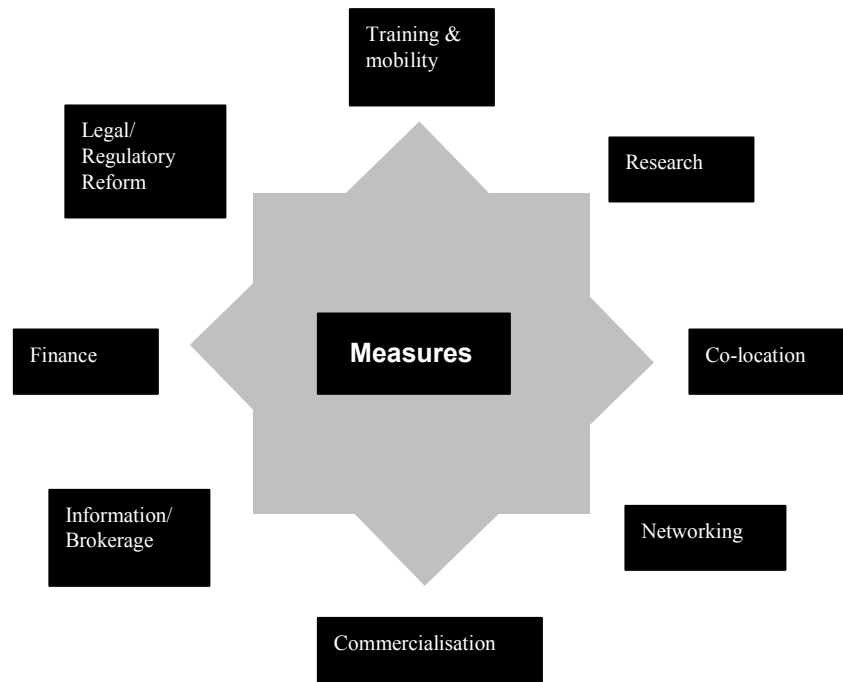 Training &
mobility
Legal/
Regulatory
Reform
Research
Finance
Measures
Co-location
Information/
Brokerage
Networking
Commercialisation